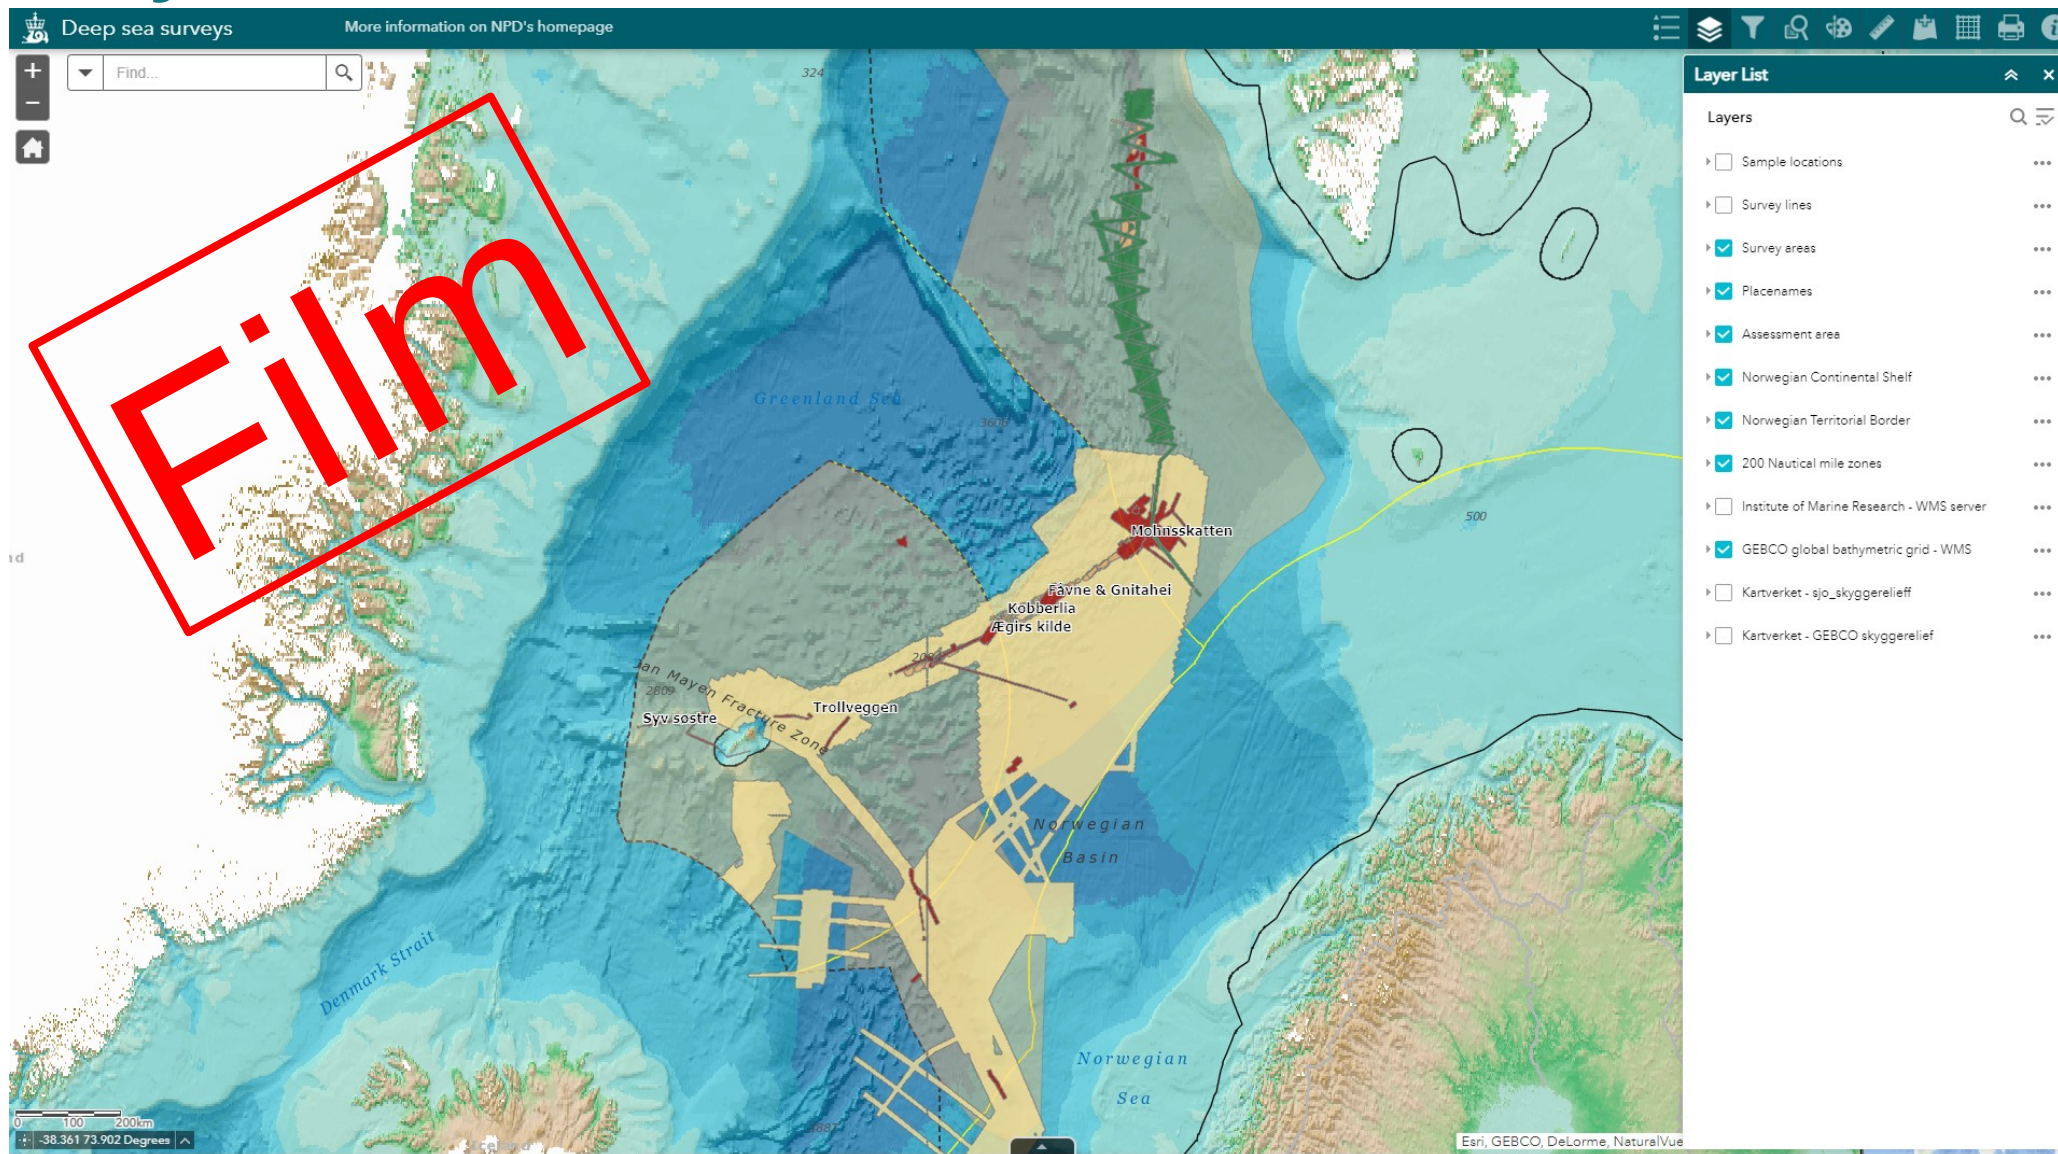 Deep sea surveys
More information on NPD's homepage
Find...
Film
324
Greenland Sea
3600
Mohnsskatten
Fåvne & Gnitahei
Kobberlia
Ægirs kilde
Jan Mayen Fracture Zone
2809
Syv søstre
Trollveggen
500
Norwegian
Basin
Denmark Strait
Norwegian
Sea
Iceland
0 100 200km
-38.361 73.902 Degrees
Esri, GEBCO, DeLorme, NaturalVue
Layer List
Layers
Sample locations
Survey lines
Survey areas
Placenames
Assessment area
Norwegian Continental Shelf
Norwegian Territorial Border
200 Nautical mile zones
Institute of Marine Research - WMS server
GEBCO global bathymetric grid - WMS
Kartverket - sjo_skyggerelieff
Kartverket - GEBCO skyggerelief